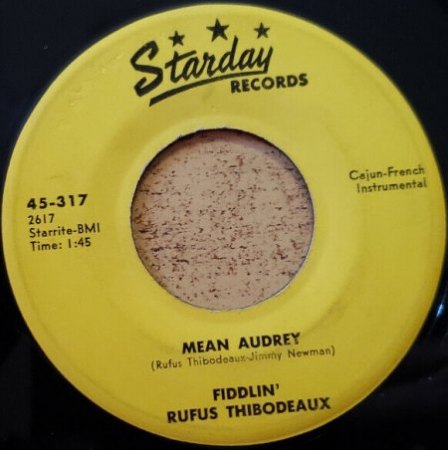 Starday
RECORDS
45-317
2617
Starrite-BMI
Time: 1:45
Cajun-French
Instrumental
MEAN AUDREY
(Rufus Thibodeaux-Jimmy Newman)
FIDDLIN'
RUFUS THIBODEAUX